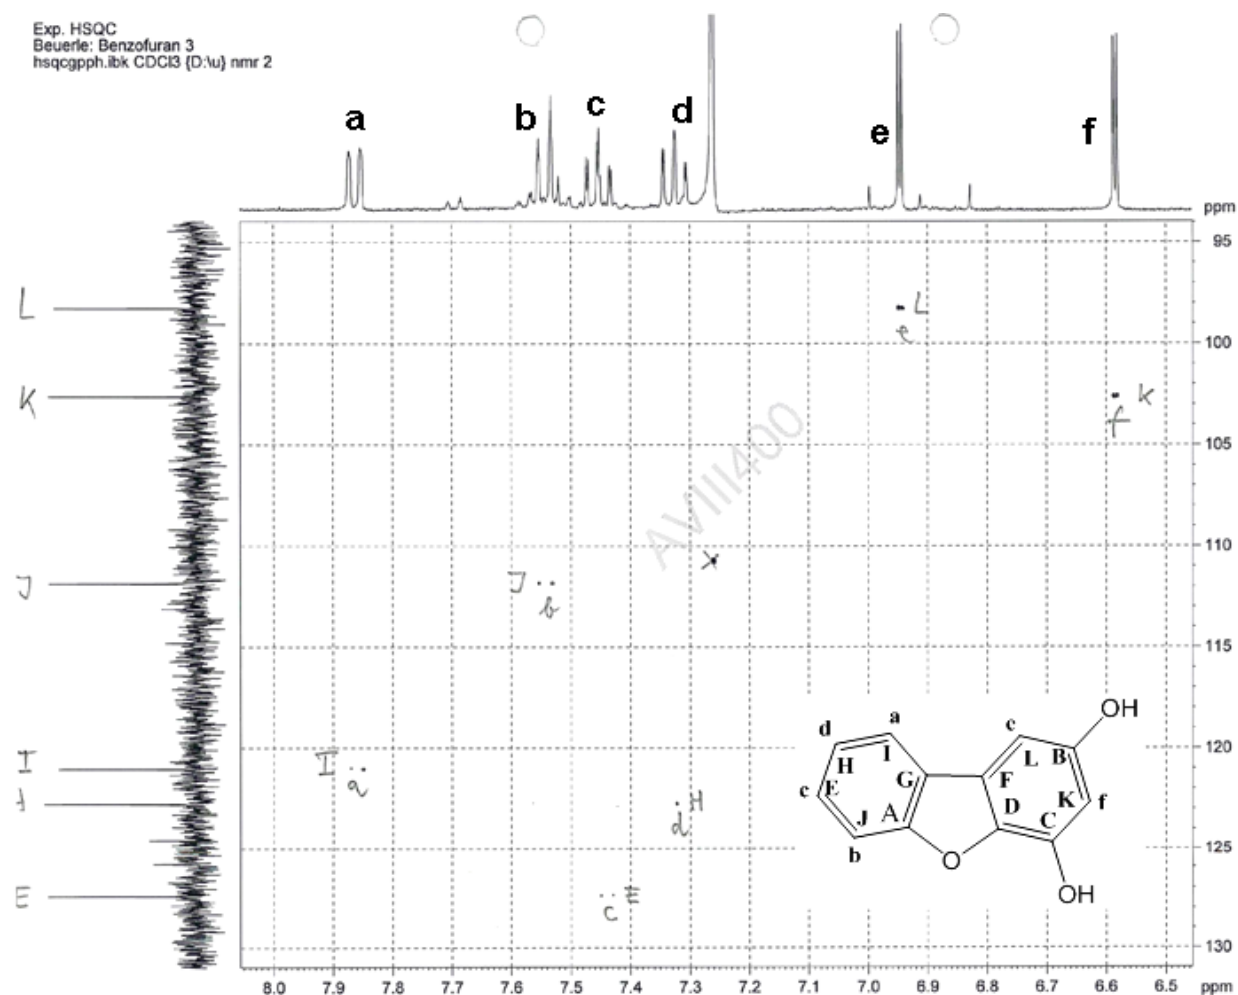 Exp. HSQC
Beuerle: Benzofuran 3
hsqcgpph.ibk CDCl3 {D:\u} nmr 2
a
b
c
d
e
f
ppm
95
100
105
110
115
120
125
130
L
K
J
I
E
L
e
K
f
J
b
I
a
H
d
E
c
AVIII400
OH
d
a
c
H
I
L
B
G
F
c
E
K
f
D
J
A
C
b
O
OH
8.0 7.9 7.8 7.7 7.6 7.5 7.4 7.3 7.2 7.1 7.0 6.9 6.8 6.7 6.6 6.5 ppm